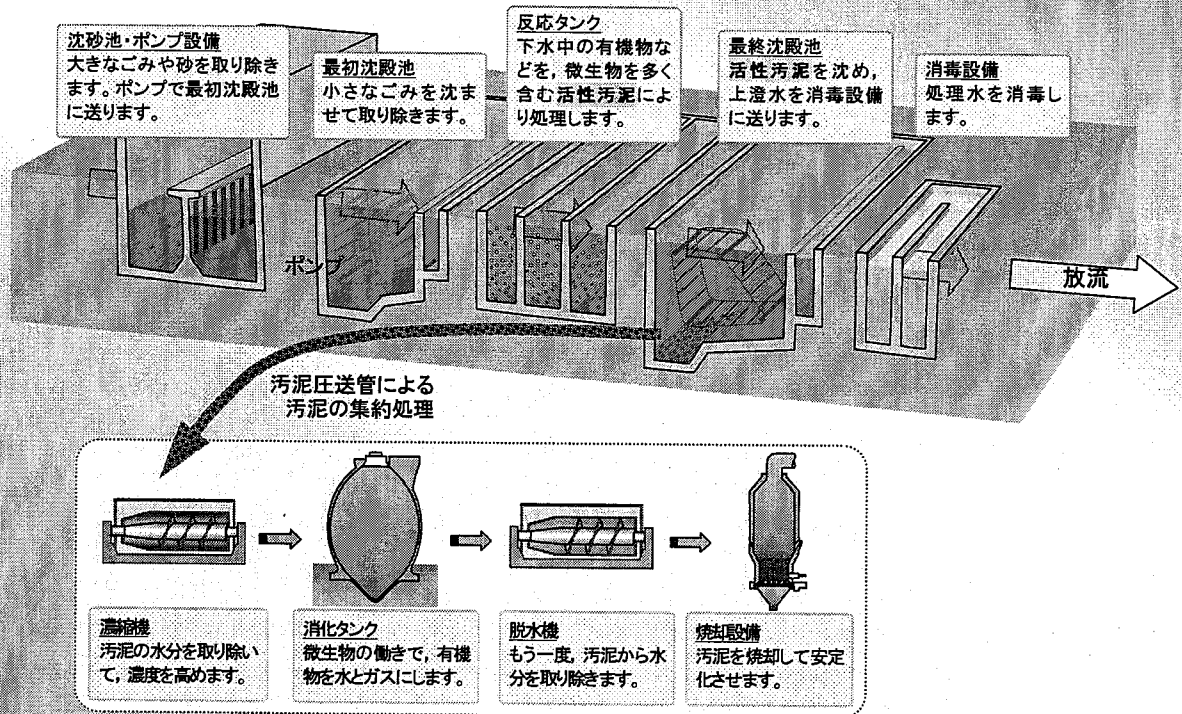 沈砂池・ポンプ設備
大きなごみや砂を取り除き
ます。ポンプで最初沈殿池
に送ります。
最初沈殿池
小さなごみを沈ま
せて取り除きます。
反応タンク
下水中の有機物な
どを，微生物を多く
含む活性汚泥によ
り処理します。
最終沈殿池
活性汚泥を沈め，
上澄水を消毒設備
に送ります。
消毒設備
処理水を消毒し
ます。
ポンプ
放流
汚泥圧送管による
汚泥の集約処理
濃縮機
汚泥の水分を取り除い
て，濃度を高めます。
消化タンク
微生物の働きで，有機
物を水とガスにします。
脱水機
もう一度，汚泥から水
分を取り除きます。
焼却設備
汚泥を焼却して安定
化させます。